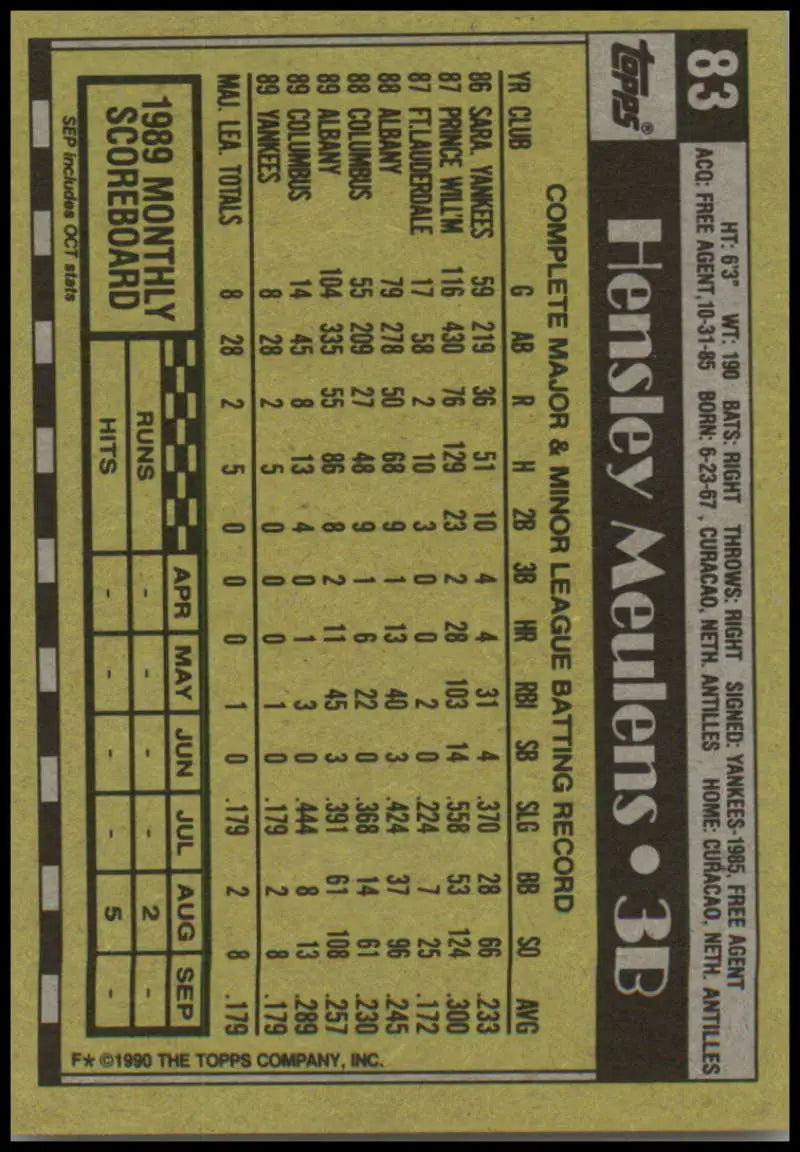 83
HT: 6'3" WT: 190 BATS: RIGHT THROWS: RIGHT SIGNED: YANKEES-1985, FREE AGENT
ACQ: FREE AGENT, 10-31-85 BORN: 6-23-67, CURACAO, NETH. ANTILLES HOME: CURACAO, NETH. ANTILLES
topps®
Hensley Meulens • 3B
COMPLETE MAJOR & MINOR LEAGUE BATTING RECORD
YR CLUB G AB R H 2B 3B HR RBI SB SLG BB SO AVG
86 SARA. YANKEES 59 219 36 51 10 4 4 31 4 .370 28 66 .233
87 PRINCE WILL'M 116 430 76 129 23 2 28 103 14 .558 53 124 .300
87 FT.LAUDERDALE 17 58 2 10 3 0 0 2 0 .224 7 25 .172
88 ALBANY 79 278 50 68 9 1 13 40 3 .424 37 96 .245
88 COLUMBUS 55 209 27 48 9 1 6 22 0 .368 14 61 .230
89 ALBANY 104 335 55 86 8 2 11 45 3 .391 61 108 .257
89 COLUMBUS 14 45 8 13 4 0 1 3 0 .444 8 13 .289
89 YANKEES 8 28 2 5 0 0 0 1 0 .179 2 8 .179
MAJ. LEA. TOTALS 8 28 2 5 0 0 0 1 0 .179 2 8 .179
1989 MONTHLY
SCOREBOARD
APR MAY JUN JUL AUG SEP
RUNS - - - - 2 -
HITS - - - - 5 -
SEP includes OCT stats
F* ©1990 THE TOPPS COMPANY, INC.